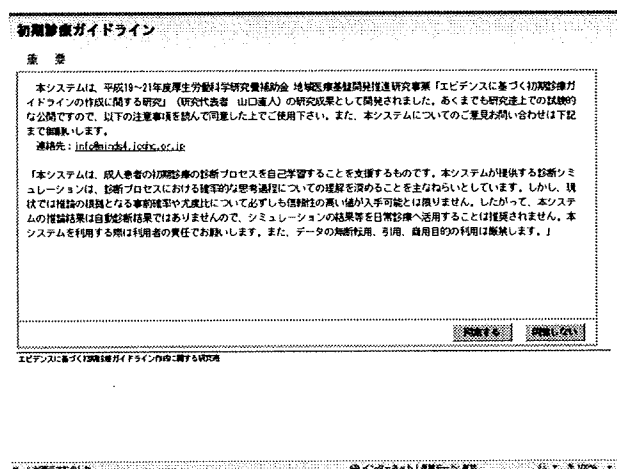 初期診療ガイドライン
重 要
本システムは、平成19～21年度厚生労働科学研究費補助金 地域医療基盤開発推進研究事業「エビデンスに基づく初期診療ガ
イドラインの作成に関する研究」（研究代表者 山口直人）の研究成果として開発されました。あくまでも研究途上での試験的
な公開ですので、以下の注意事項を読んで同意した上でご使用下さい。また、本システムについてのご意見お問い合わせは下記
まで御願いします。
連絡先：info@minds4.jcqhc.or.jp
「本システムは、成人患者の初期診療の診断プロセスを自己学習することを支援するものです。本システムが提供する診断シミ
ュレーションは、診断プロセスにおける確率的な思考過程についての理解を深めることを主なねらいとしています。しかし、現
状では推論の根拠となる事前確率や尤度比について必ずしも信頼性の高い値が入手可能とは限りません。したがって、本システ
ムの推論結果は自動診断結果ではありませんので、シミュレーションの結果等を日常診療へ活用することは推奨されません。本
システムを利用する際は利用者の責任でお願いします。また、データの無断転用、引用、商用目的の利用は厳禁します。」
同意する 同意しない
エビデンスに基づく初期診療ガイドライン作成に関する研究班